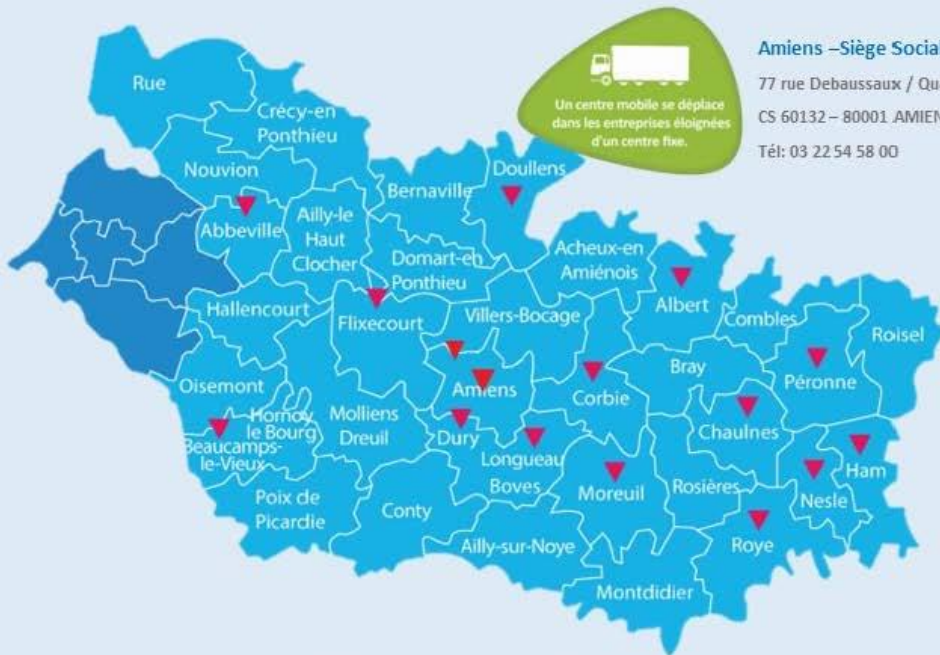 Amiens –Siège Socia
77 rue Debaussaux / Qu
CS 60132 – 80001 AMIEN
Tél: 03 22 54 58 00
Un centre mobile se déplace
dans les entreprises éloignées
d'un centre fixe.
Rue
Crécy-en
Ponthieu
Nouvion
Abbeville
Ailly-le
Haut
Clocher
Bernaville
Doullens
Domart-en
Ponthieu
Acheux-en
Amiénois
Albert
Hallencourt
Flixecourt
Villers-Bocage
Combles
Roisel
Oisemont
Amiens
Corbie
Bray
Péronne
Hornoy
le Bourg
Beaucamps-
le-Vieux
Molliens
Dreuil
Dury
Longueau
Boves
Chaulnes
Moreuil
Rosières
Ham
Nesle
Poix de
Picardie
Conty
Ailly-sur-Noye
Roye
Montdidier